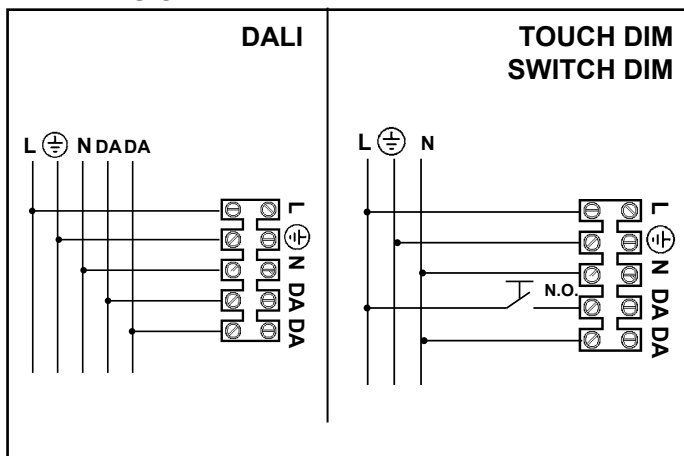 DALI
L N DA DA
L
N
DA
DA
TOUCH DIM
SWITCH DIM
L N
N.O.
L
N
DA
DA